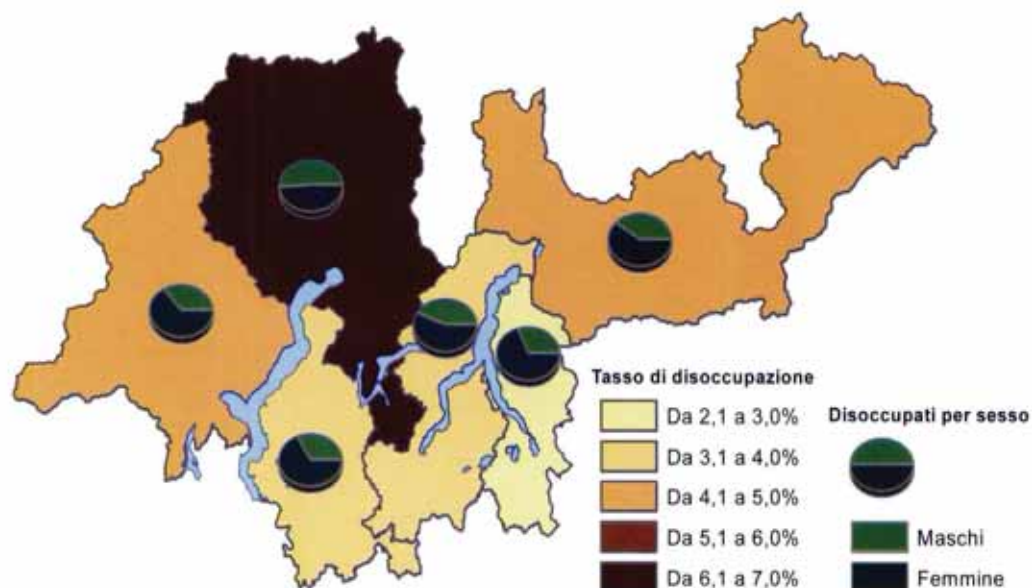 Tasso di disoccupazione
Da 2,1 a 3,0%
Da 3,1 a 4,0%
Da 4,1 a 5,0%
Da 5,1 a 6,0%
Da 6,1 a 7,0%
Disoccupati per sesso
Maschi
Femmine